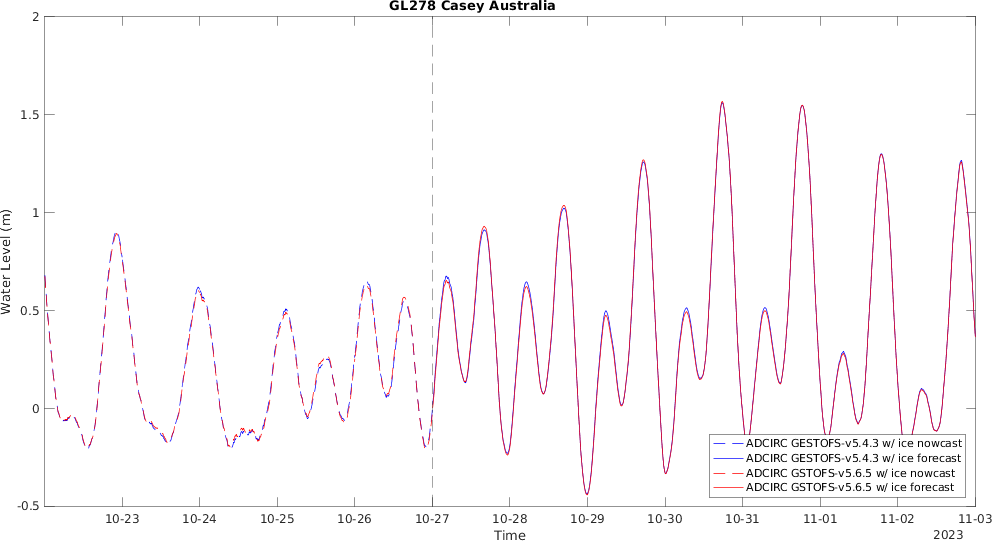 GL278 Casey Australia
2
1.5
1
0.5
0
-0.5
Water Level (m)
ADCIRC GESTOFS-v5.4.3 w/ ice nowcast
ADCIRC GESTOFS-v5.4.3 w/ ice forecast
ADCIRC GSTOFS-v5.6.5 w/ ice nowcast
ADCIRC GSTOFS-v5.6.5 w/ ice forecast
10-23 10-24 10-25 10-26 10-27 10-28 10-29 10-30 10-31 11-01 11-02 11-03
Time
2023